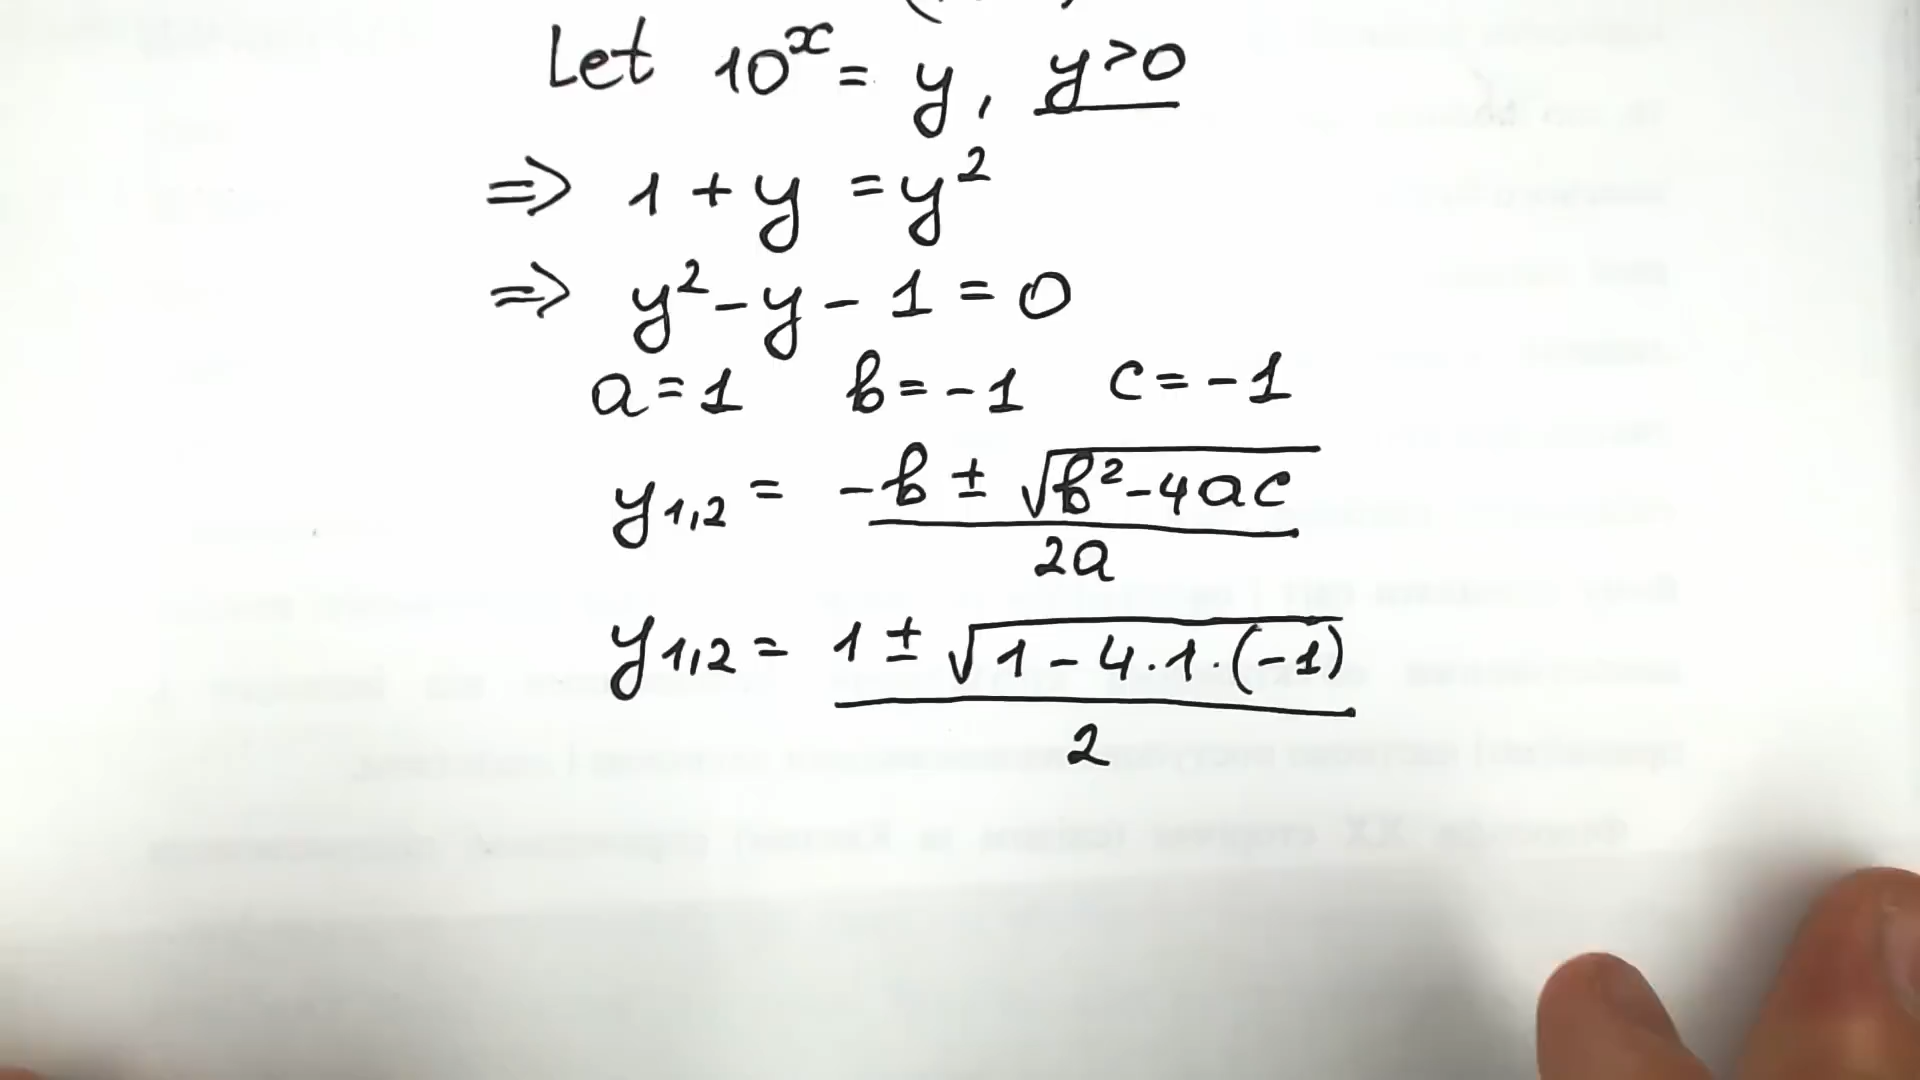 Let 10^x = y, y>0
=> 1 + y = y^2
=> y^2 - y - 1 = 0
a = 1 b = -1 c = -1
y1,2 = (-b ± √(b^2 - 4ac)) / 2a
y1,2 = (1 ± √(1 - 4·1·(-1))) / 2